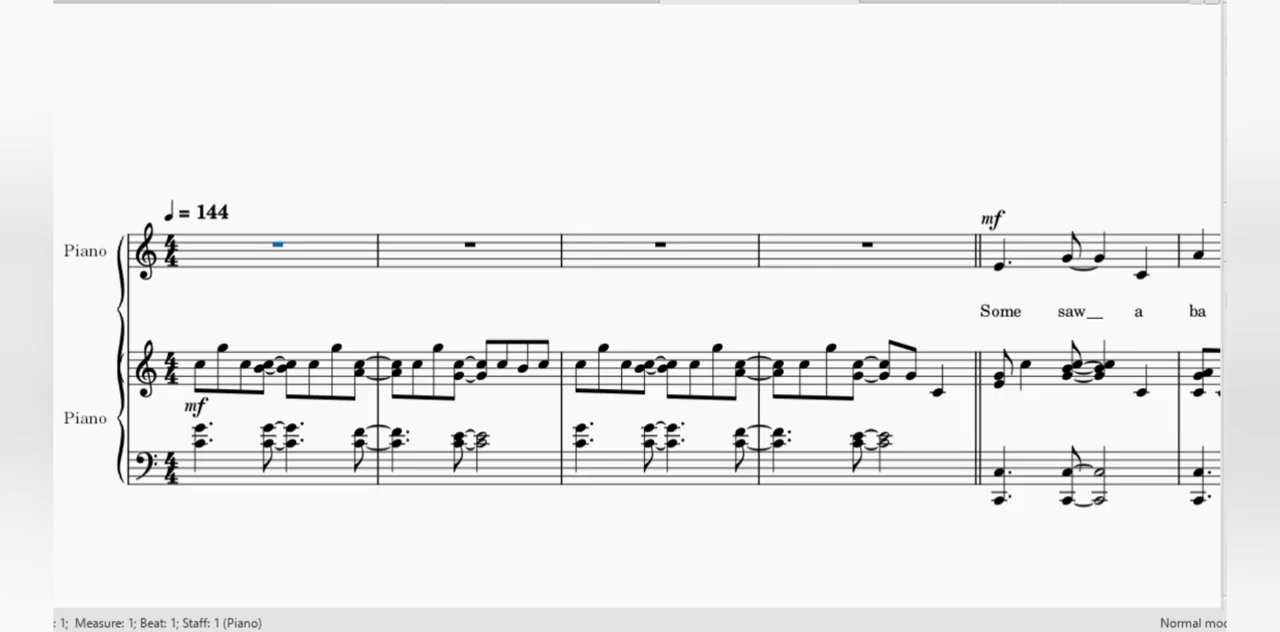 = 144
mf
Piano
Some saw__ a ba
mf
Piano
: 1; Measure: 1; Beat: 1; Staff: 1 (Piano)
Normal mod